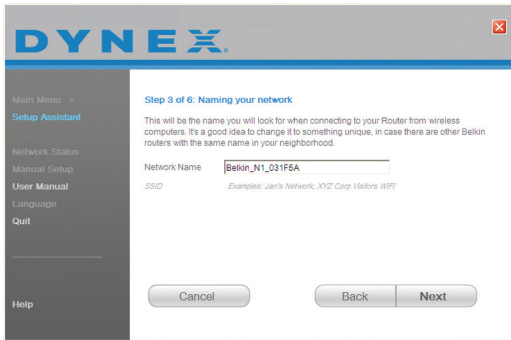 DYNEX
Main Menu >
Setup Assistant
Network Status
Manual Setup
User Manual
Language
Quit
Help
Step 3 of 6: Naming your network
This will be the name you will look for when connecting to your Router from wireless
computers. It's a good idea to change it to something unique, in case there are other Belkin
routers with the same name in your neighborhood.
Network Name Belkin_N1_031F5A
SSID Examples: Jan's Network, XYZ Corp Visitors WiFi
Cancel Back Next